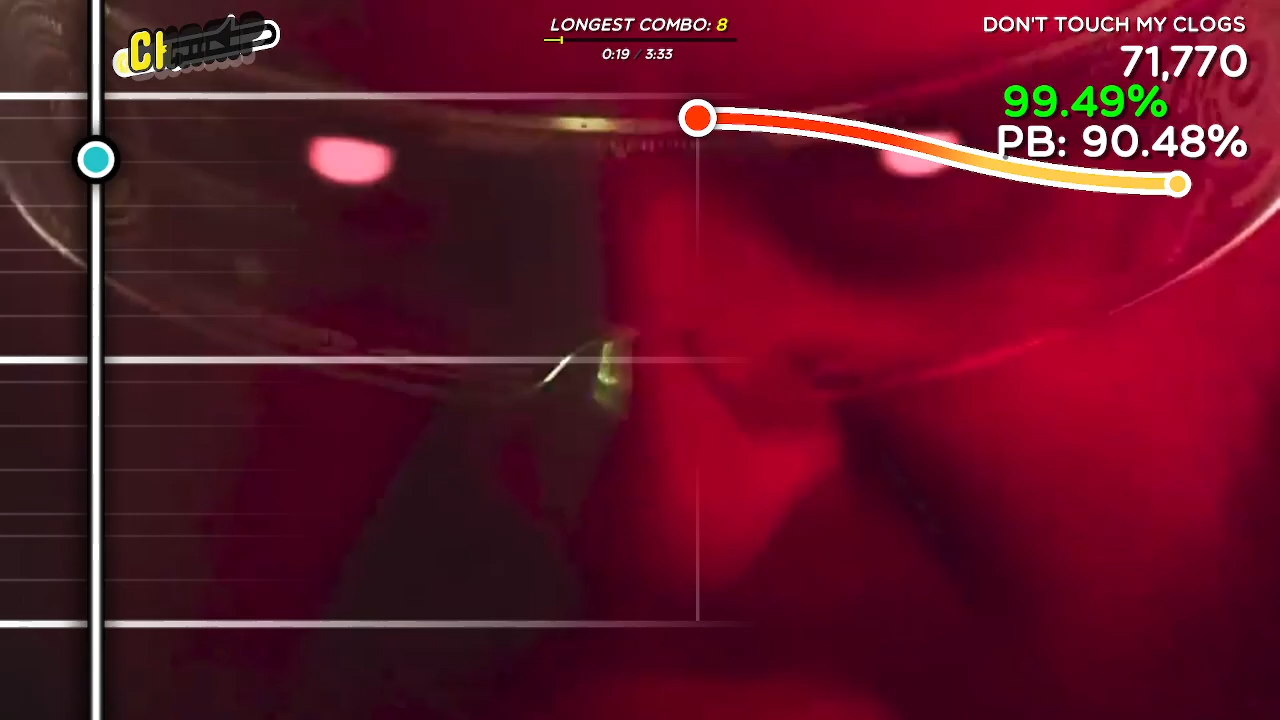 LONGEST COMBO: 8
0:19 / 3:33
DON'T TOUCH MY CLOGS
71,770
99.49%
PB: 90.48%